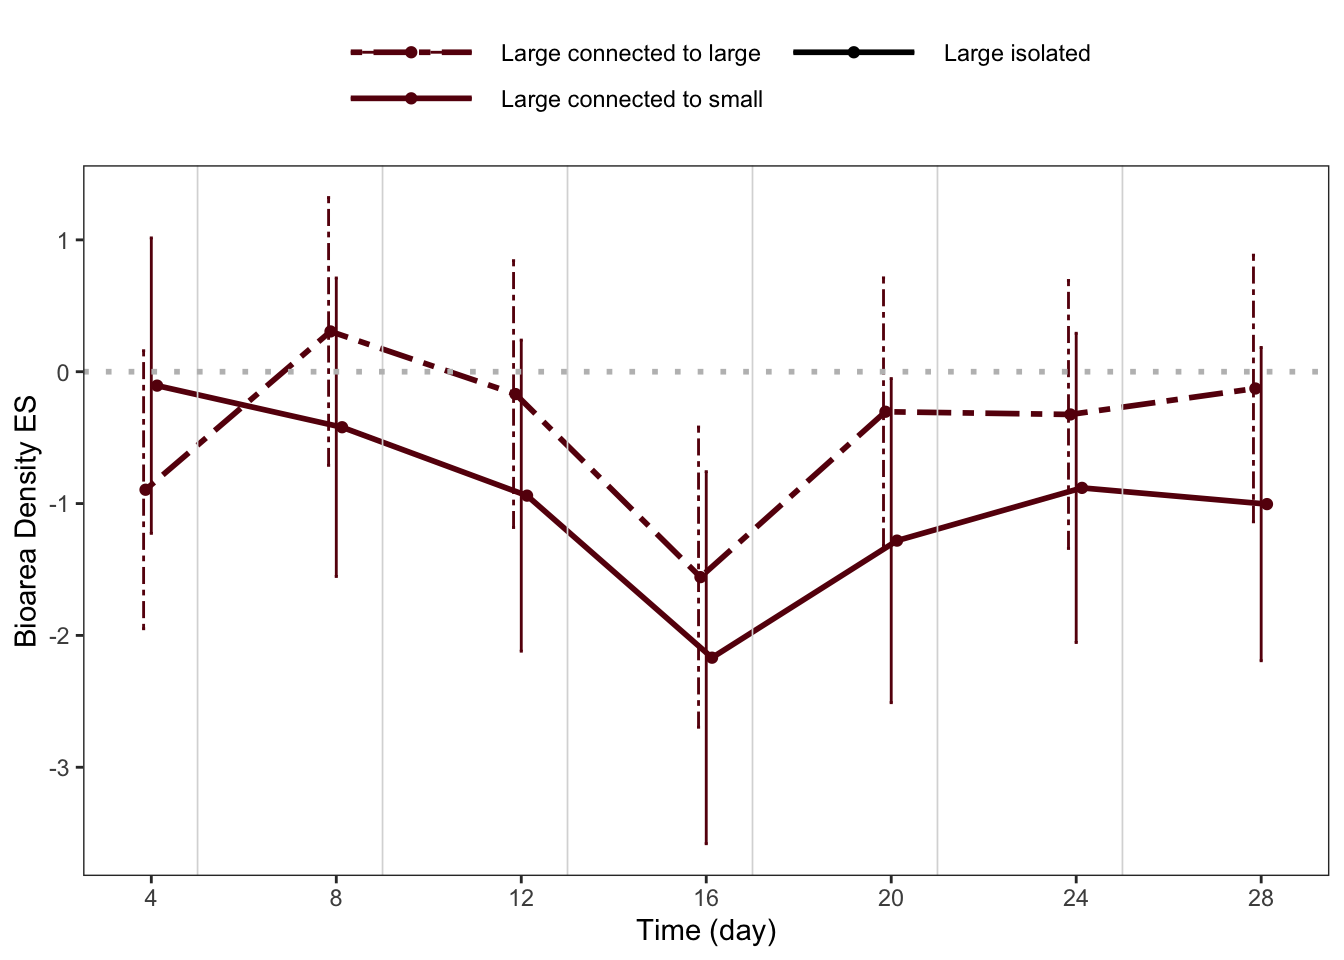 Large connected to large
Large isolated
Large connected to small
Bioarea Density ES
1
0
-1
-2
-3
4 8 12 16 20 24 28
Time (day)